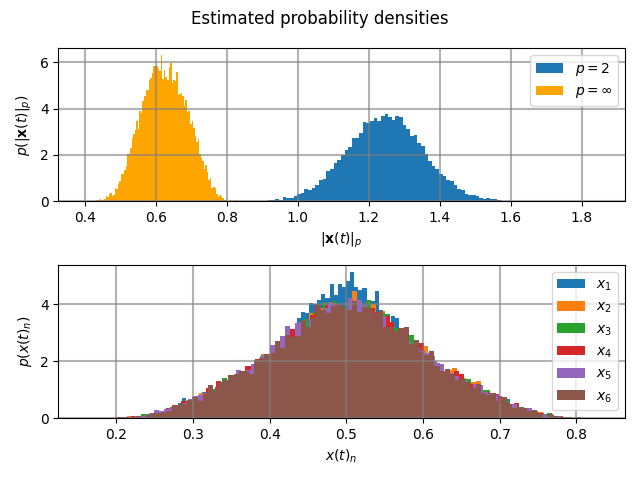 Estimated probability densities
p(|x(t)|ₚ)
6
4
2
0
p = 2
p = ∞
0.4 0.6 0.8 1.0 1.2 1.4 1.6 1.8
|x(t)|ₚ
p(x(t)ₙ)
4
2
0
x₁
x₂
x₃
x₄
x₅
x₆
0.2 0.3 0.4 0.5 0.6 0.7 0.8
x(t)ₙ